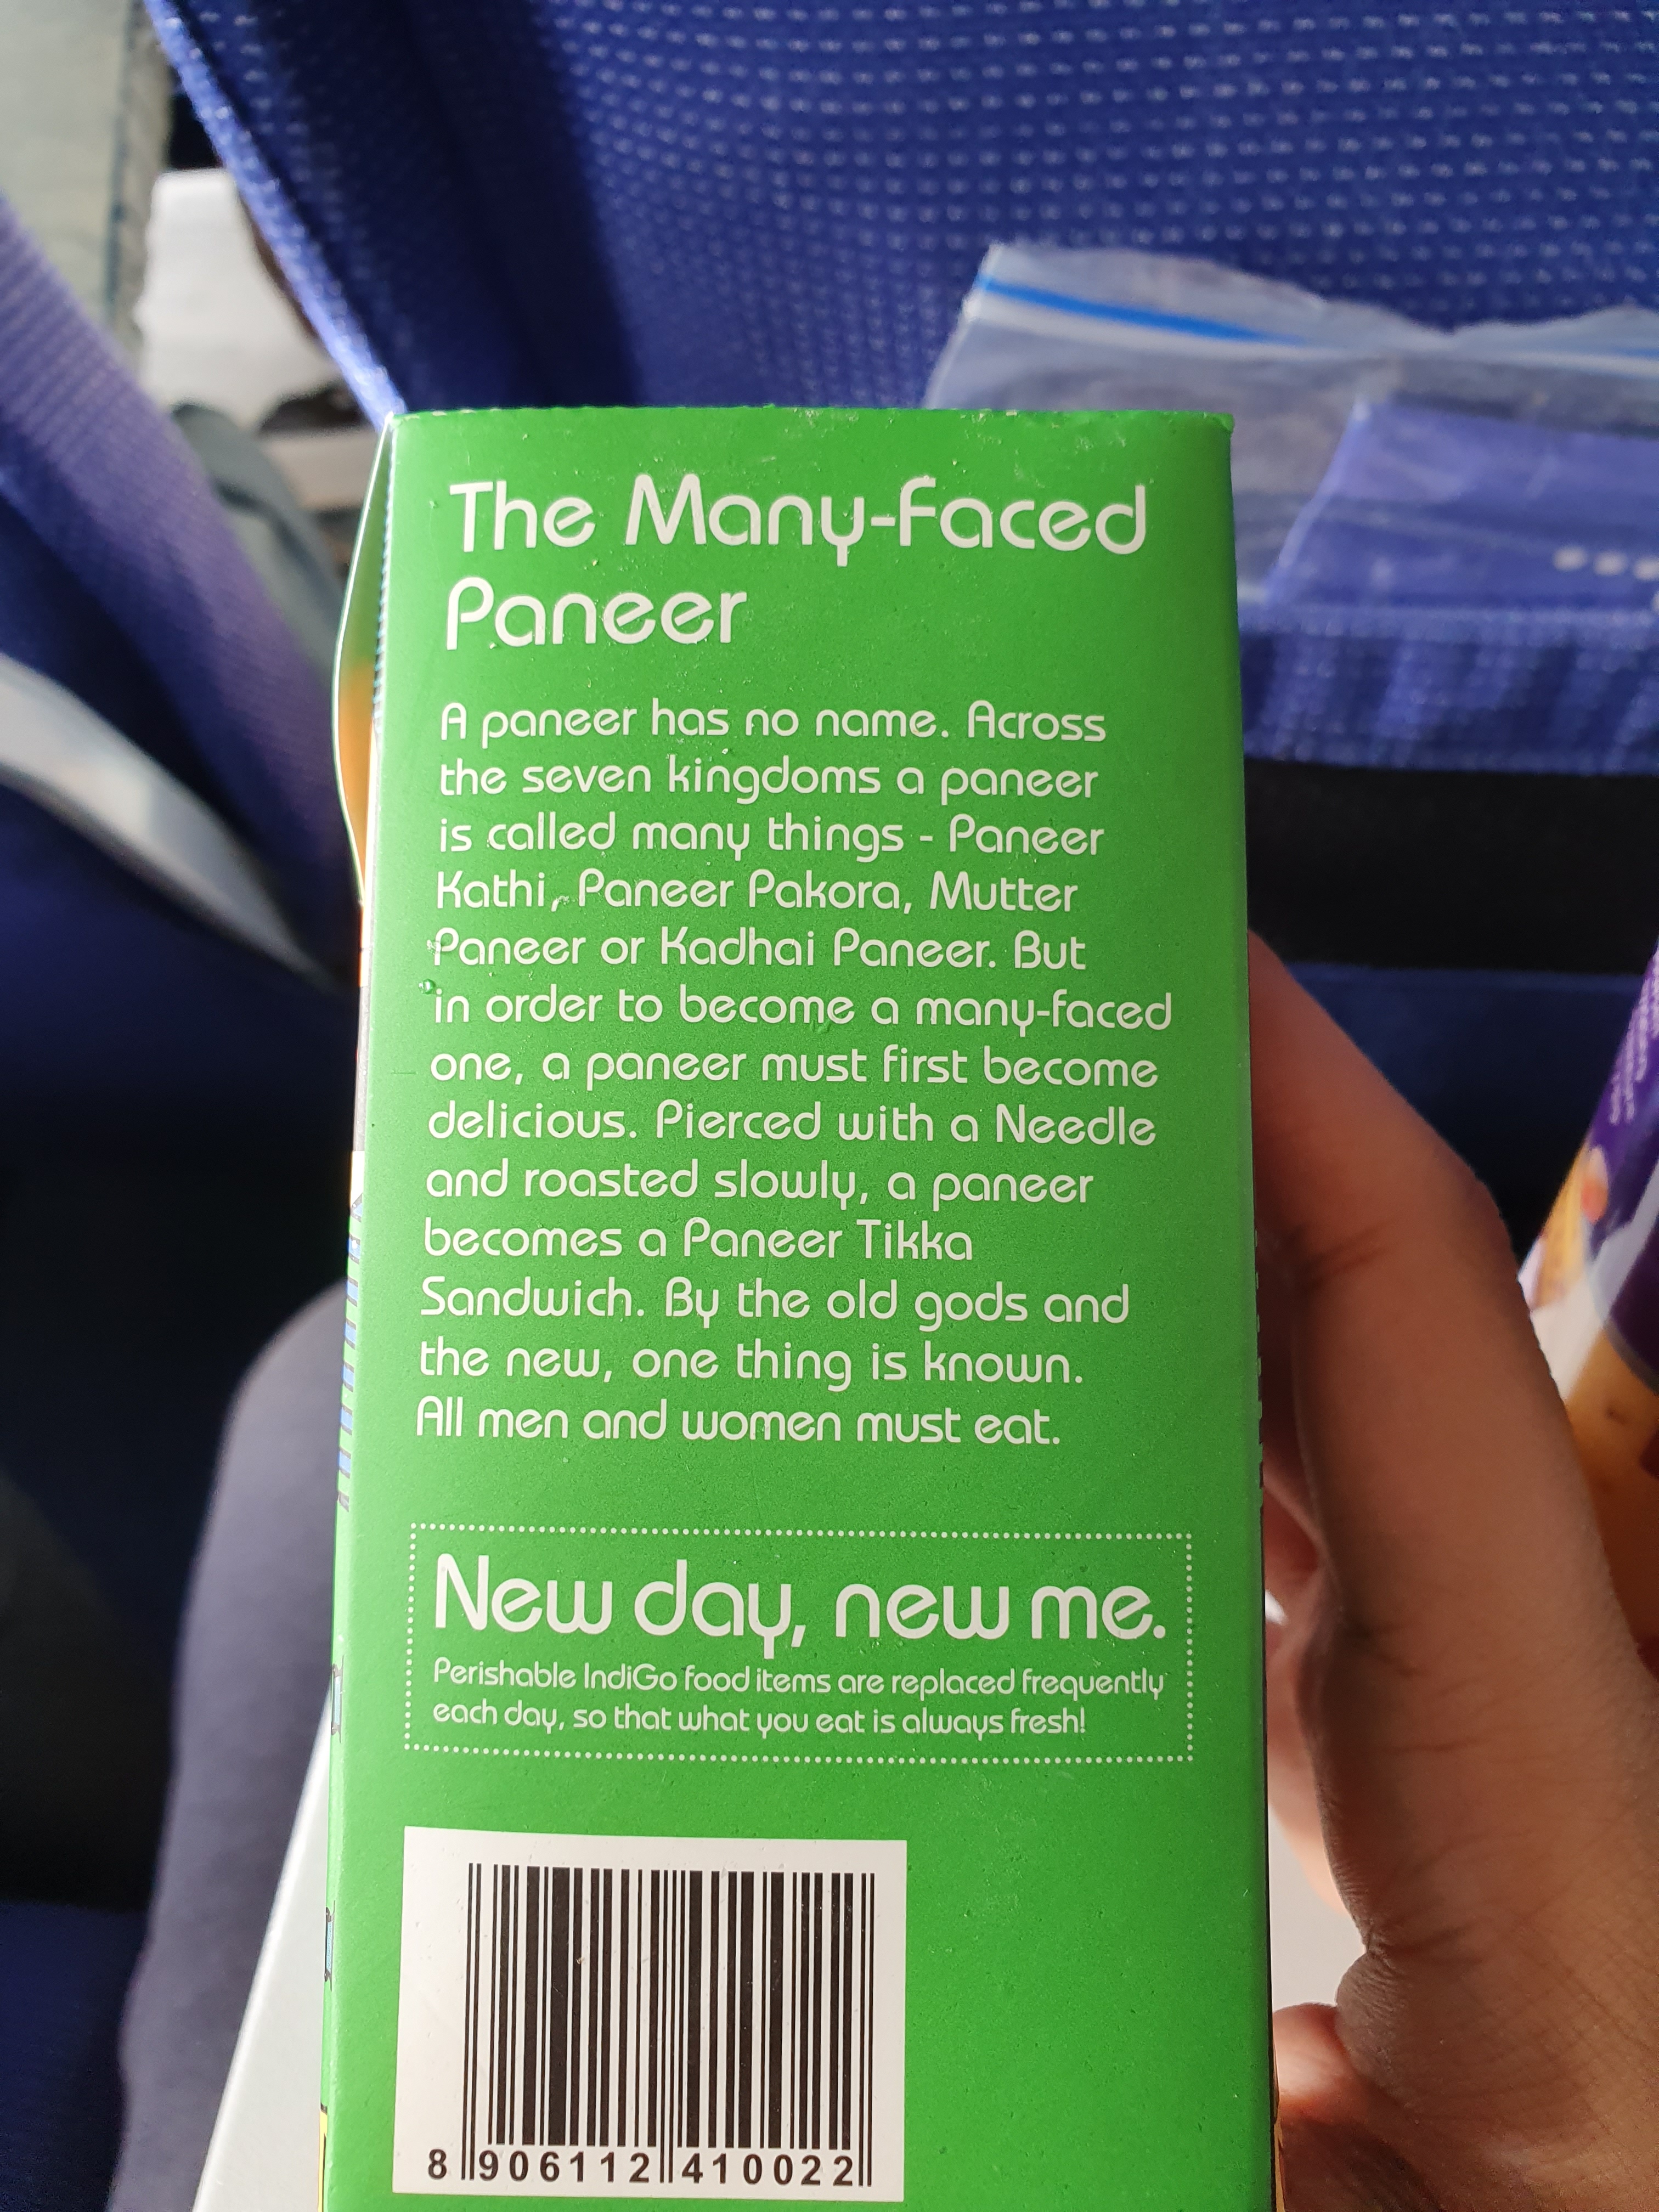 The Many-Faced
Paneer
A paneer has no name. Across
the seven kingdoms a paneer
is called many things - Paneer
Kathi, Paneer Pakora, Mutter
Paneer or Kadhai Paneer. But
in order to become a many-faced
one, a paneer must first become
delicious. Pierced with a Needle
and roasted slowly, a paneer
becomes a Paneer Tikka
Sandwich. By the old gods and
the new, one thing is known.
All men and women must eat.
New day, new me.
Perishable IndiGo food items are replaced frequently
each day, so that what you eat is always fresh!
8 906112 410022